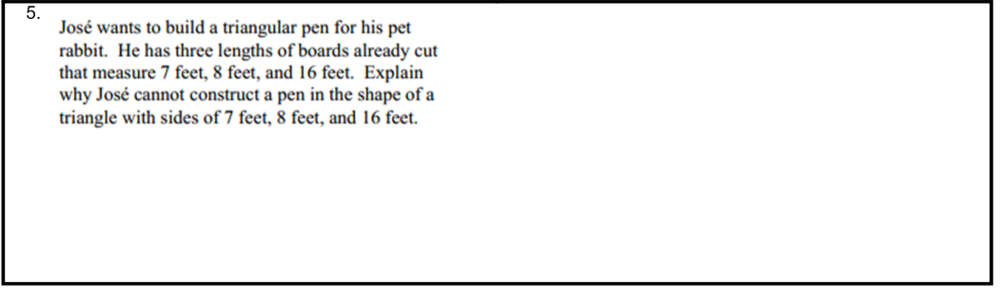 5.
José wants to build a triangular pen for his pet
rabbit. He has three lengths of boards already cut
that measure 7 feet, 8 feet, and 16 feet. Explain
why José cannot construct a pen in the shape of a
triangle with sides of 7 feet, 8 feet, and 16 feet.